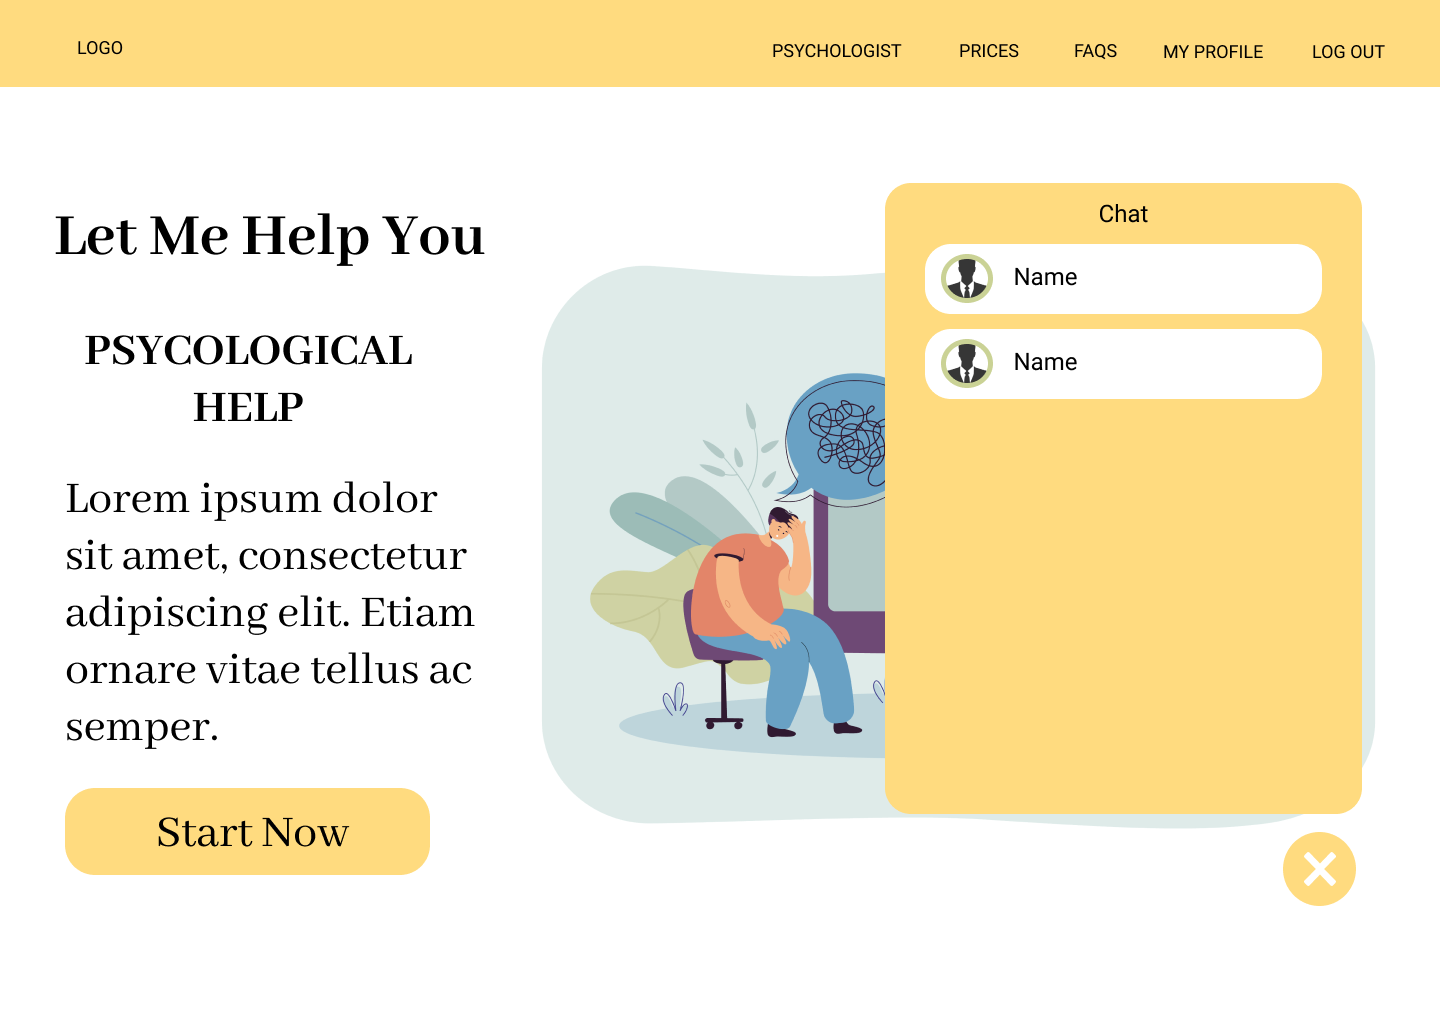 LOGO
PSYCHOLOGIST
PRICES
FAQS
MY PROFILE
LOG OUT
Let Me Help You
PSYCOLOGICAL
HELP
Lorem ipsum dolor
sit amet, consectetur
adipiscing elit. Etiam
ornare vitae tellus ac
semper.
Start Now
Chat
Name
Name